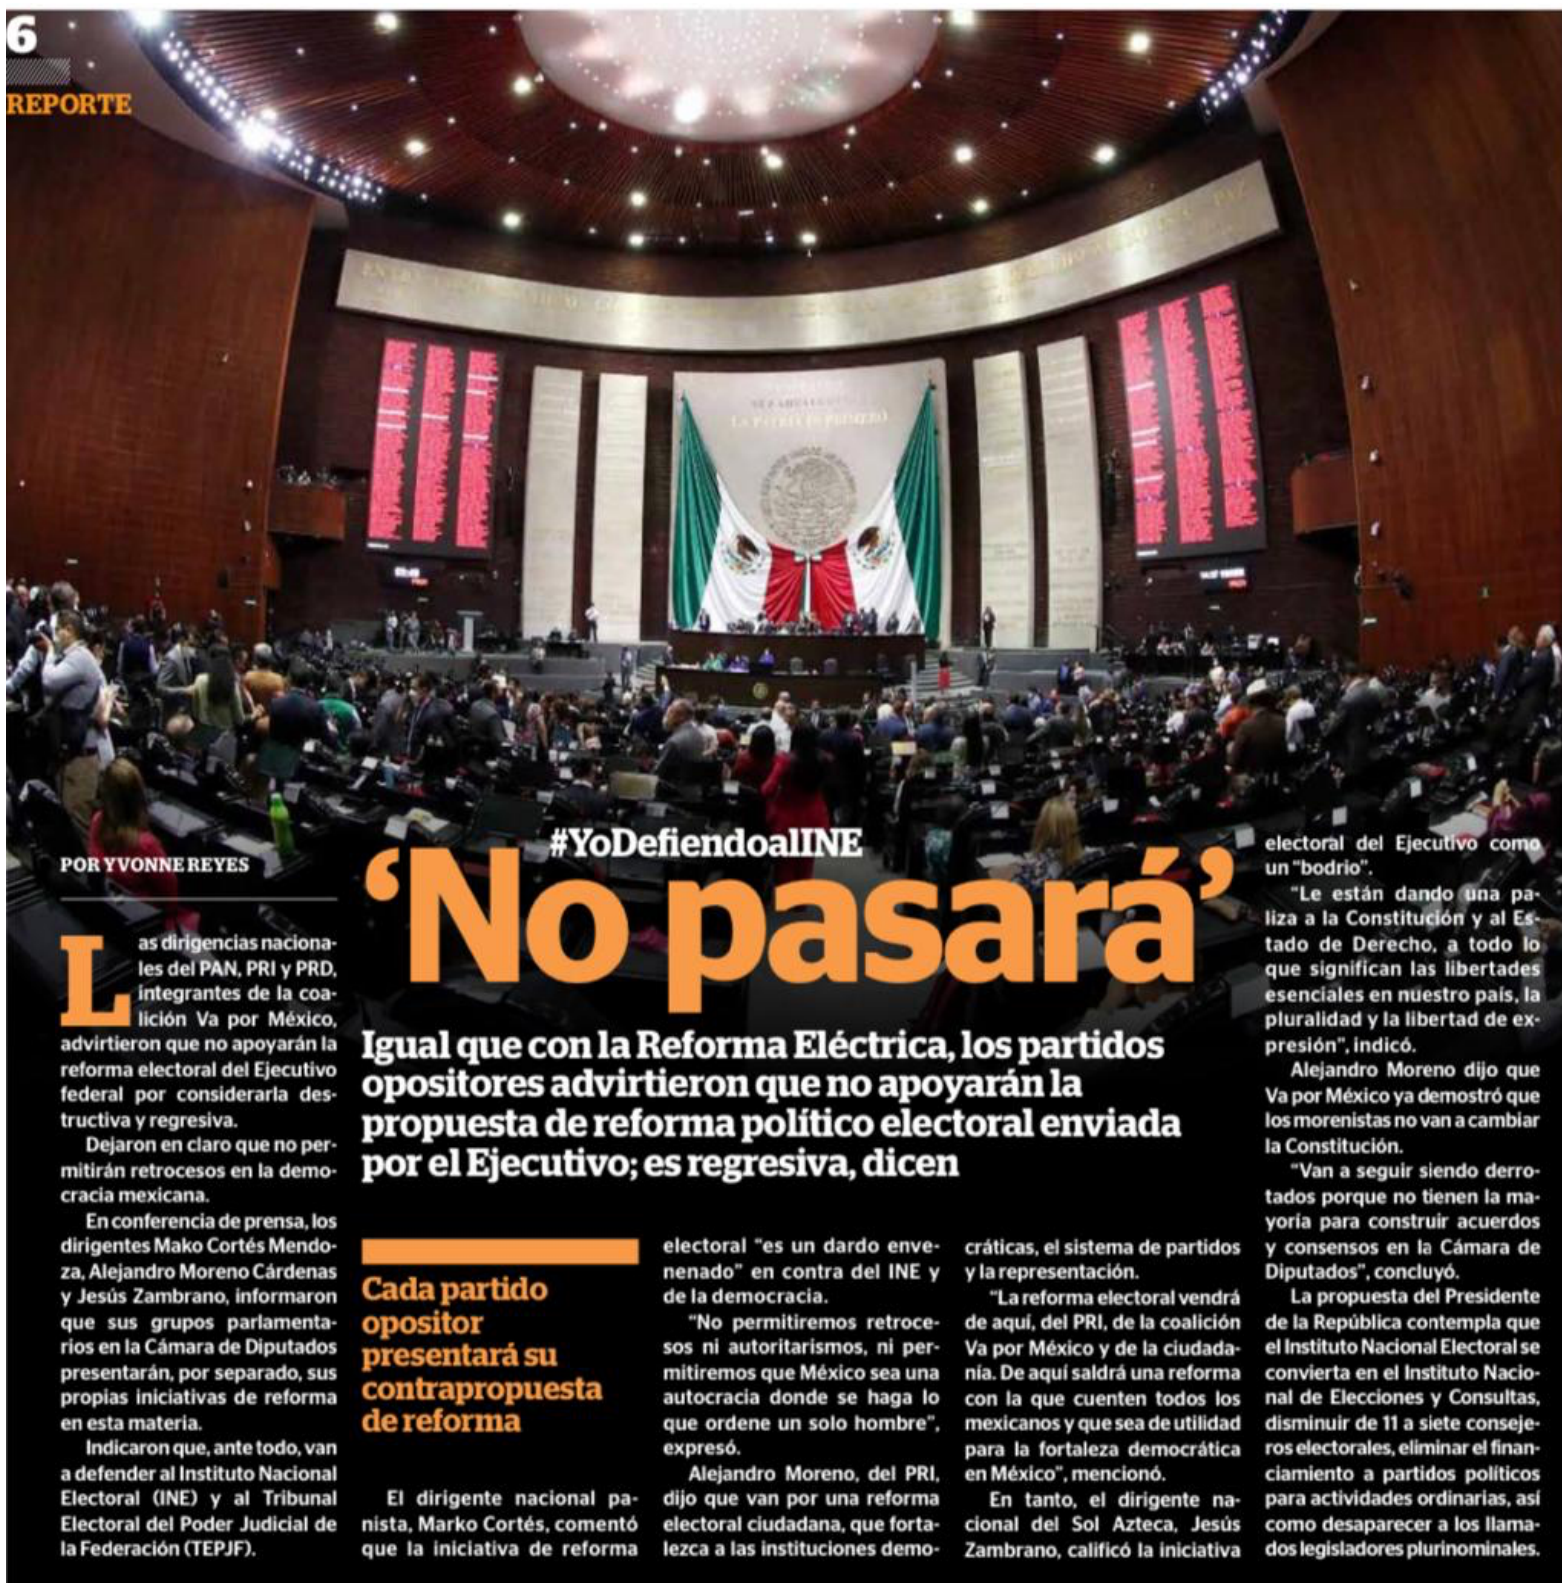 6
REPORTE
LA PATRIA ES PRIMERO
#YoDefiendoalINE
‘No pasará’
Igual que con la Reforma Eléctrica, los partidos
opositores advirtieron que no apoyarán la
propuesta de reforma político electoral enviada
por el Ejecutivo; es regresiva, dicen
POR YVONNE REYES
Las dirigencias naciona-
les del PAN, PRI y PRD,
integrantes de la coa-
lición Va por México,
advirtieron que no apoyarán la
reforma electoral del Ejecutivo
federal por considerarla des-
tructiva y regresiva.
Dejaron en claro que no per-
mitirán retrocesos en la demo-
cracia mexicana.
En conferencia de prensa, los
dirigentes Mako Cortés Mendo-
za, Alejandro Moreno Cárdenas
y Jesús Zambrano, informaron
que sus grupos parlamenta-
rios en la Cámara de Diputados
presentarán, por separado, sus
propias iniciativas de reforma
en esta materia.
Indicaron que, ante todo, van
a defender al Instituto Nacional
Electoral (INE) y al Tribunal
Electoral del Poder Judicial de
la Federación (TEPJF).
Cada partido
opositor
presentará su
contrapropuesta
de reforma
El dirigente nacional pa-
nista, Marko Cortés, comentó
que la iniciativa de reforma
electoral “es un dardo enve-
nenado” en contra del INE y
de la democracia.
“No permitiremos retroce-
sos ni autoritarismos, ni per-
mitiremos que México sea una
autocracia donde se haga lo
que ordene un solo hombre”,
expresó.
Alejandro Moreno, del PRI,
dijo que van por una reforma
electoral ciudadana, que forta-
lezca a las instituciones demo-
cráticas, el sistema de partidos
y la representación.
“La reforma electoral vendrá
de aquí, del PRI, de la coalición
Va por México y de la ciudada-
nía. De aquí saldrá una reforma
con la que cuenten todos los
mexicanos y que sea de utilidad
para la fortaleza democrática
en México”, mencionó.
En tanto, el dirigente na-
cional del Sol Azteca, Jesús
Zambrano, calificó la iniciativa
electoral del Ejecutivo como
un “bodrio”.
“Le están dando una pa-
liza a la Constitución y al Es-
tado de Derecho, a todo lo
que significan las libertades
esenciales en nuestro país, la
pluralidad y la libertad de ex-
presión”, indicó.
Alejandro Moreno dijo que
Va por México ya demostró que
los morenistas no van a cambiar
la Constitución.
“Van a seguir siendo derro-
tados porque no tienen la ma-
yoría para construir acuerdos
y consensos en la Cámara de
Diputados”, concluyó.
La propuesta del Presidente
de la República contempla que
el Instituto Nacional Electoral se
convierta en el Instituto Nacio-
nal de Elecciones y Consultas,
disminuir de 11 a siete conseje-
ros electorales, eliminar el finan-
ciamiento a partidos políticos
para actividades ordinarias, así
como desaparecer a los llama-
dos legisladores plurinominales.